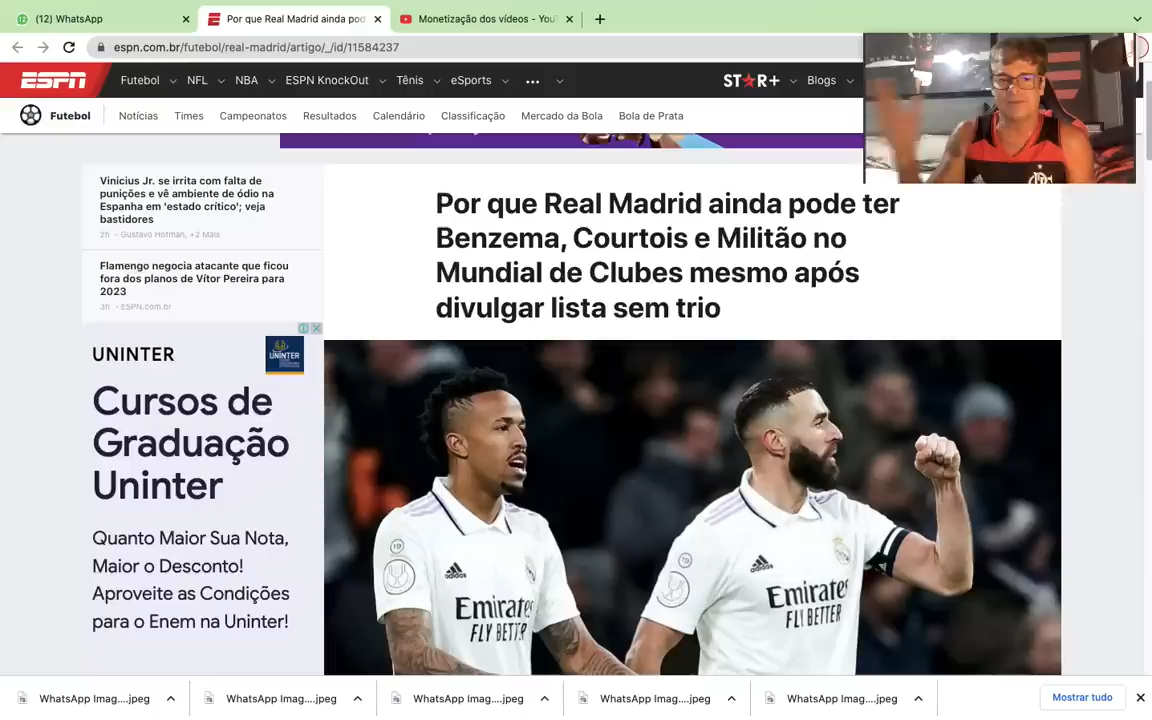 (12) WhatsApp
Por que Real Madrid ainda pod
Monetização dos vídeos - You
espn.com.br/futebol/real-madrid/artigo/_/id/11584237
ESPN
Futebol NFL NBA ESPN KnockOut Tênis eSports ... STAR+ Blogs
Futebol Notícias Times Campeonatos Resultados Calendário Classificação Mercado da Bola Bola de Prata
Vinicius Jr. se irrita com falta de
punições e vê ambiente de ódio na
Espanha em 'estado crítico'; veja
bastidores
2h - Gustavo Hofman, +2 Mais
Flamengo negocia atacante que ficou
fora dos planos de Vítor Pereira para
2023
3h - ESPN.com.br
Por que Real Madrid ainda pode ter
Benzema, Courtois e Militão no
Mundial de Clubes mesmo após
divulgar lista sem trio
UNINTER
UNINTER
Cursos de
Graduação
Uninter
Quanto Maior Sua Nota,
Maior o Desconto!
Aproveite as Condições
para o Enem na Uninter!
adidas
Emirates
FLY BETTER
adidas
Emirates
FLY BETTER
WhatsApp Imag....jpeg
WhatsApp Imag....jpeg
WhatsApp Imag....jpeg
WhatsApp Imag....jpeg
WhatsApp Imag....jpeg
Mostrar tudo